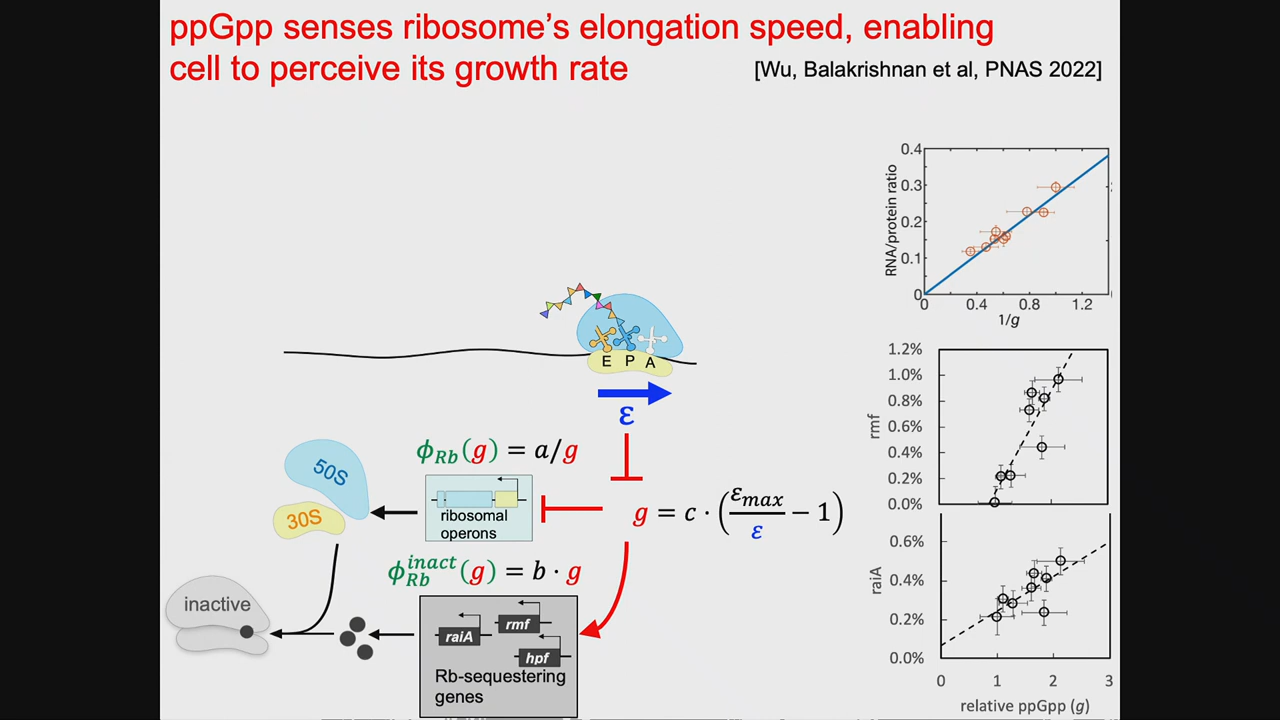 ppGpp senses ribosome's elongation speed, enabling
cell to perceive its growth rate
[Wu, Balakrishnan et al, PNAS 2022]
E P A
ε
ϕ_Rb(g) = a/g
50S
30S
ribosomal
operons
g = c · (ε_max/ε − 1)
ϕ_Rb^inact(g) = b · g
inactive
raiA
rmf
hpf
Rb-sequestering
genes
RNA/protein ratio
0.4
0.3
0.2
0.1
0
0 0.4 0.8 1.2
1/g
rmf
1.2%
1.0%
0.8%
0.6%
0.4%
0.2%
0.0%
raiA
0.6%
0.4%
0.2%
0.0%
0 1 2 3
relative ppGpp (g)